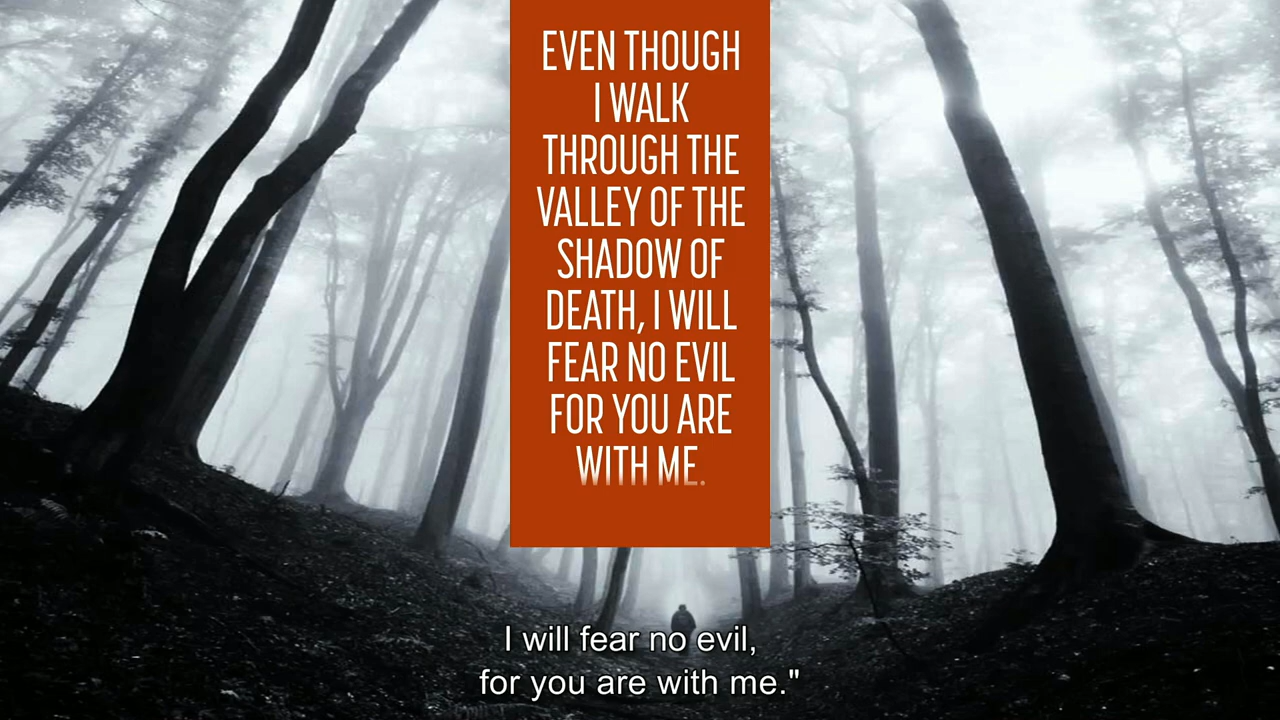 EVEN THOUGH
I WALK
THROUGH THE
VALLEY OF THE
SHADOW OF
DEATH, I WILL
FEAR NO EVIL
FOR YOU ARE
WITH ME.
I will fear no evil,
for you are with me."